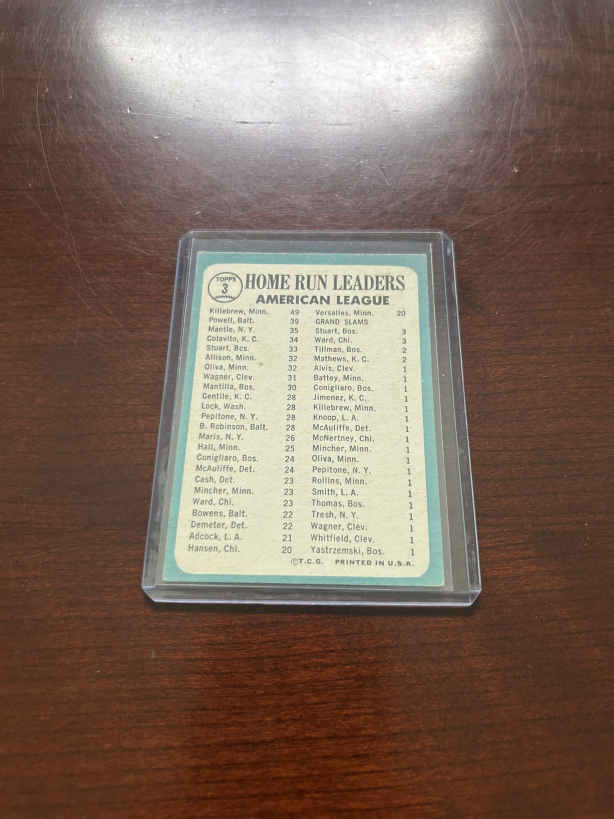 TOPPS
3
HOME RUN LEADERS
AMERICAN LEAGUE
Killebrew, Minn. 49
Powell, Balt. 39
Mantle, N. Y. 35
Colavito, K. C. 34
Stuart, Bos. 33
Allison, Minn. 32
Oliva, Minn. 32
Wagner, Clev. 31
Mantilla, Bos. 30
Gentile, K. C. 28
Lock, Wash. 28
Pepitone, N. Y. 28
B. Robinson, Balt. 28
Maris, N. Y. 26
Hall, Minn. 25
Conigliaro, Bos. 24
McAuliffe, Det. 24
Cash, Det. 23
Mincher, Minn. 23
Ward, Chi. 23
Bowens, Balt. 22
Demeter, Det. 22
Adcock, L. A. 21
Hansen, Chi. 20
Versalles, Minn. 20
GRAND SLAMS
Stuart, Bos. 3
Ward, Chi. 3
Tillman, Bos. 2
Mathews, K. C. 2
Alvis, Clev. 1
Battey, Minn. 1
Conigliaro, Bos. 1
Jimenez, K. C. 1
Killebrew, Minn. 1
Knoop, L. A. 1
McAuliffe, Det. 1
McNertney, Chi. 1
Mincher, Minn. 1
Oliva, Minn. 1
Pepitone, N. Y. 1
Rollins, Minn. 1
Smith, L. A. 1
Thomas, Bos. 1
Tresh, N. Y. 1
Wagner, Clev. 1
Whitfield, Clev. 1
Yastrzemski, Bos. 1
©T.C.G. PRINTED IN U.S.A.